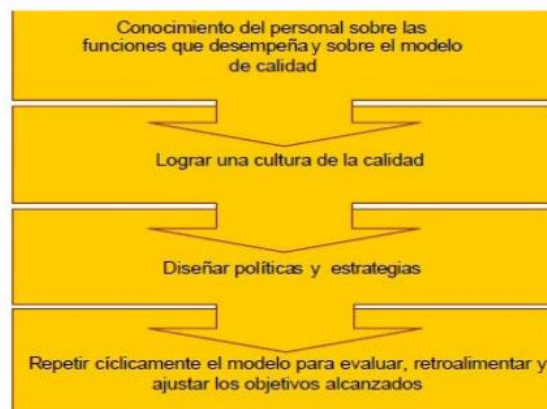 Conocimiento del personal sobre las
funciones que desempeña y sobre el modelo
de calidad
Lograr una cultura de la calidad
Diseñar políticas y estrategias
Repetir cíclicamente el modelo para evaluar, retroalimentar y
ajustar los objetivos alcanzados